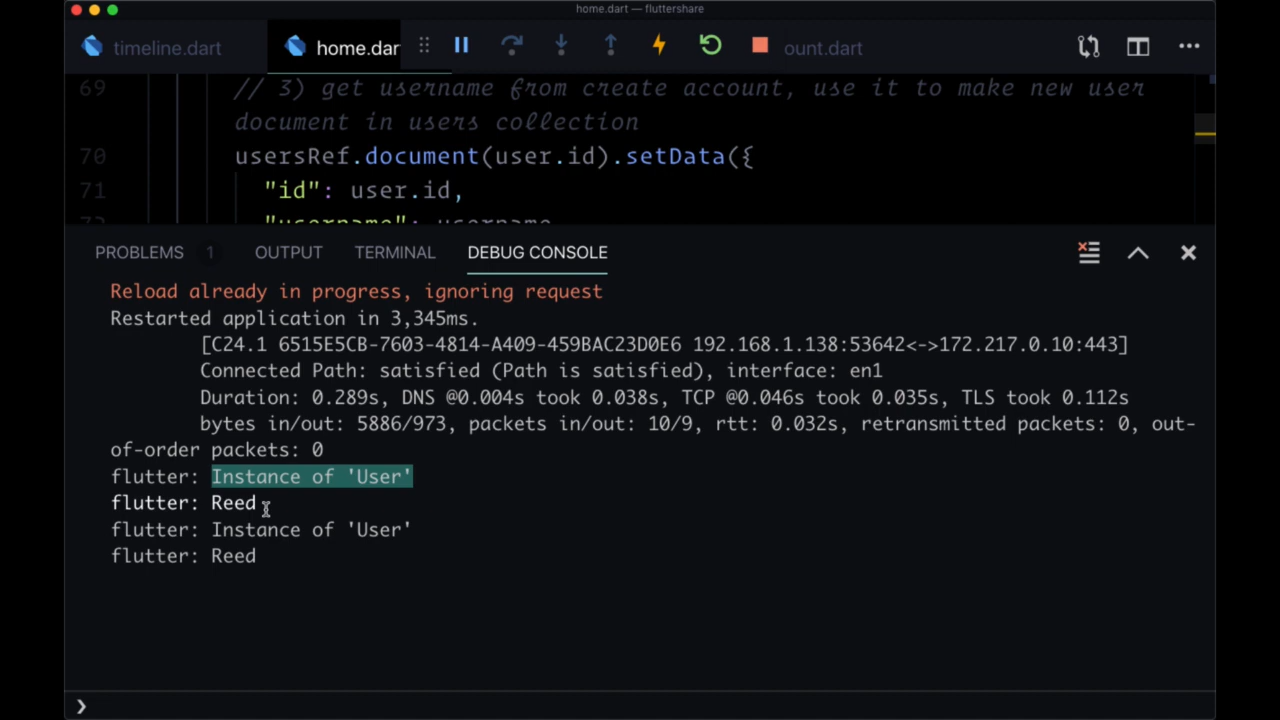 home.dart — fluttershare
timeline.dart
home.dar
ount.dart
69
// 3) get username from create account, use it to make new user
document in users collection
70
usersRef.document(user.id).setData({
71
"id": user.id,
"username": username
PROBLEMS 1 OUTPUT TERMINAL DEBUG CONSOLE
Reload already in progress, ignoring request
Restarted application in 3,345ms.
[C24.1 6515E5CB-7603-4814-A409-459BAC23D0E6 192.168.1.138:53642<->172.217.0.10:443]
Connected Path: satisfied (Path is satisfied), interface: en1
Duration: 0.289s, DNS @0.004s took 0.038s, TCP @0.046s took 0.035s, TLS took 0.112s
bytes in/out: 5886/973, packets in/out: 10/9, rtt: 0.032s, retransmitted packets: 0, out-
of-order packets: 0
flutter: Instance of 'User'
flutter: Reed
flutter: Instance of 'User'
flutter: Reed